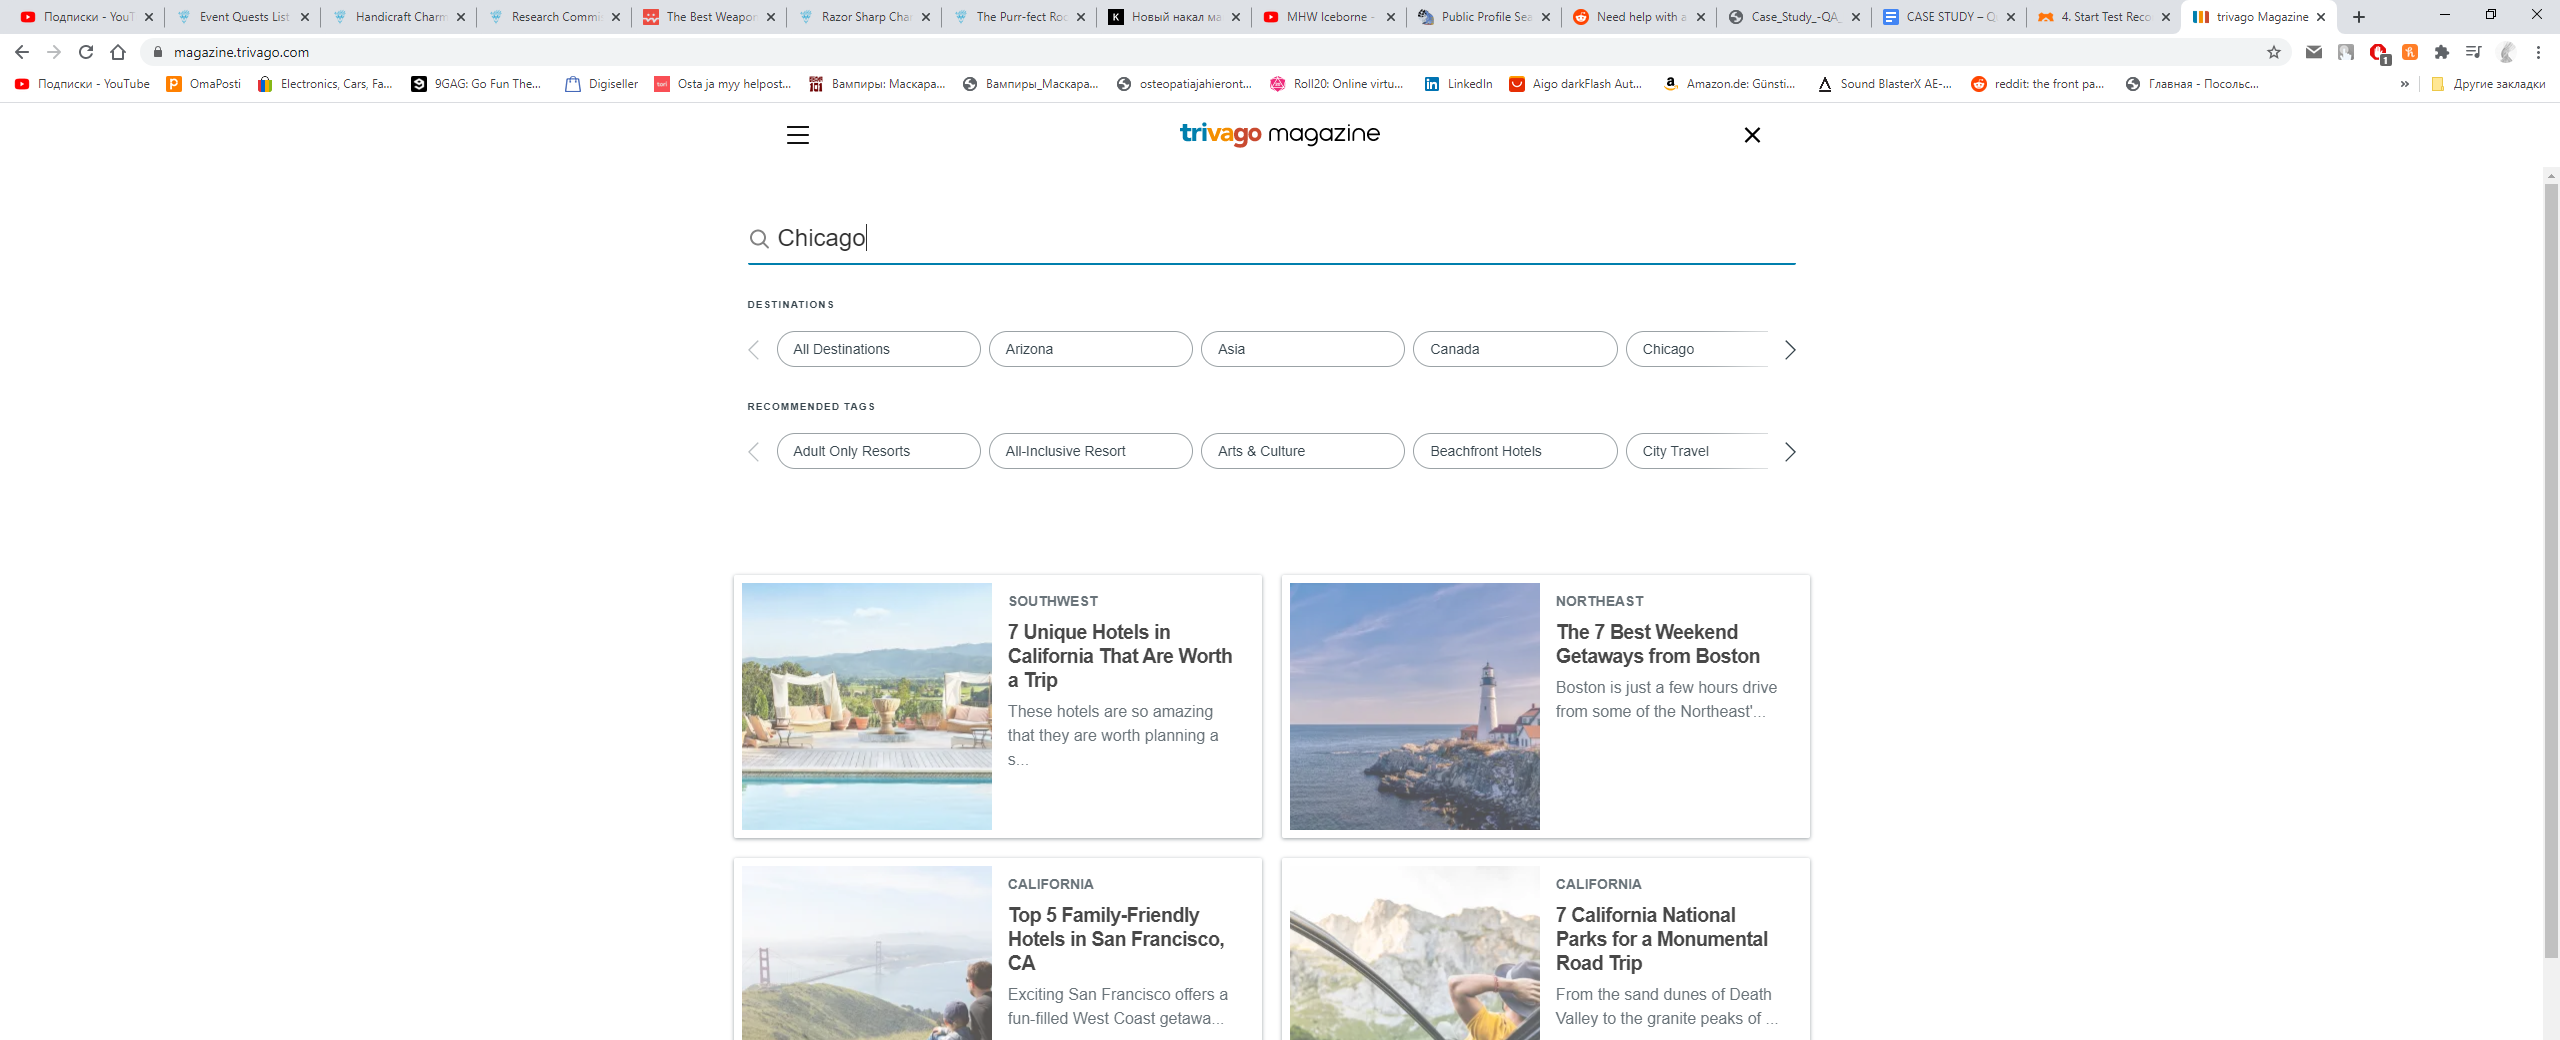 Подписки - YouT
Event Quests List
Handicraft Charm
Research Commis
The Best Weapon
Razor Sharp Char
The Purr-fect Roo
Новый накал ма
MHW Iceborne -
Public Profile Sea
Need help with a
Case_Study_-QA_
CASE STUDY – Q
4. Start Test Reco
trivago Magazine
magazine.trivago.com
1
Подписки - YouTube
OmaPosti
Electronics, Cars, Fa...
9GAG: Go Fun The...
Digiseller
Osta ja myy helpost...
Вампиры: Маскара...
Вампиры_Маскара...
osteopatiajahieront...
Roll20: Online virtu...
LinkedIn
Aigo darkFlash Aut...
Amazon.de: Günsti...
Sound BlasterX AE-...
reddit: the front pa...
Главная - Посольс...
»
Другие закладки
trivago magazine
Chicago
DESTINATIONS
All Destinations
Arizona
Asia
Canada
Chicago
RECOMMENDED TAGS
Adult Only Resorts
All-Inclusive Resort
Arts & Culture
Beachfront Hotels
City Travel
SOUTHWEST
7 Unique Hotels in
California That Are Worth
a Trip
These hotels are so amazing
that they are worth planning a
s...
NORTHEAST
The 7 Best Weekend
Getaways from Boston
Boston is just a few hours drive
from some of the Northeast'...
CALIFORNIA
Top 5 Family-Friendly
Hotels in San Francisco,
CA
Exciting San Francisco offers a
fun-filled West Coast getawa...
CALIFORNIA
7 California National
Parks for a Monumental
Road Trip
From the sand dunes of Death
Valley to the granite peaks of ...